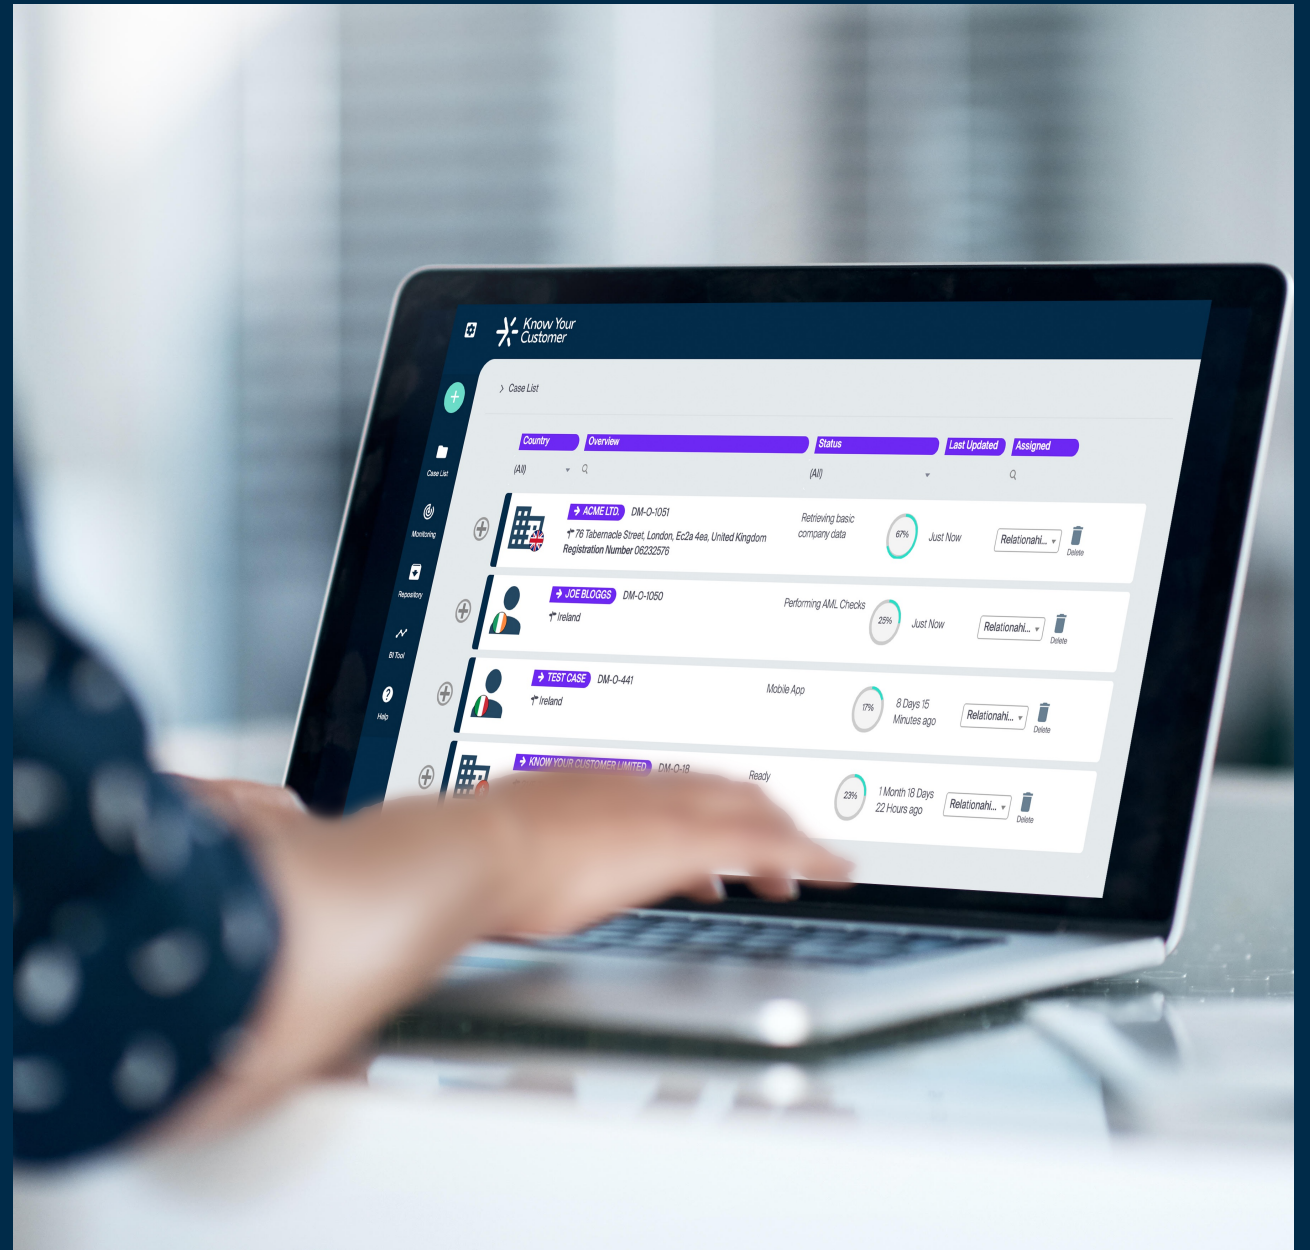 Know Your
Customer
Case List
Country Overview Status Last Updated Assigned
(All) (All)
ACME LTD. DM-O-1051
76 Tabernacle Street, London, Ec2a 4ea, United Kingdom
Registration Number 06232576
Retrieving basic
company data
67%
Just Now
Relationahi...
Delete
JOE BLOGGS DM-O-1050
Ireland
Performing AML Checks
25%
Just Now
Relationahi...
Delete
TEST CASE DM-O-441
Ireland
Mobile App
17%
8 Days 15
Minutes ago
Relationahi...
Delete
KNOW YOUR CUSTOMER LIMITED DM-O-18
Ready
23%
1 Month 18 Days
22 Hours ago
Relationahi...
Delete
Case List
Monitoring
Repository
BI Tool
Help